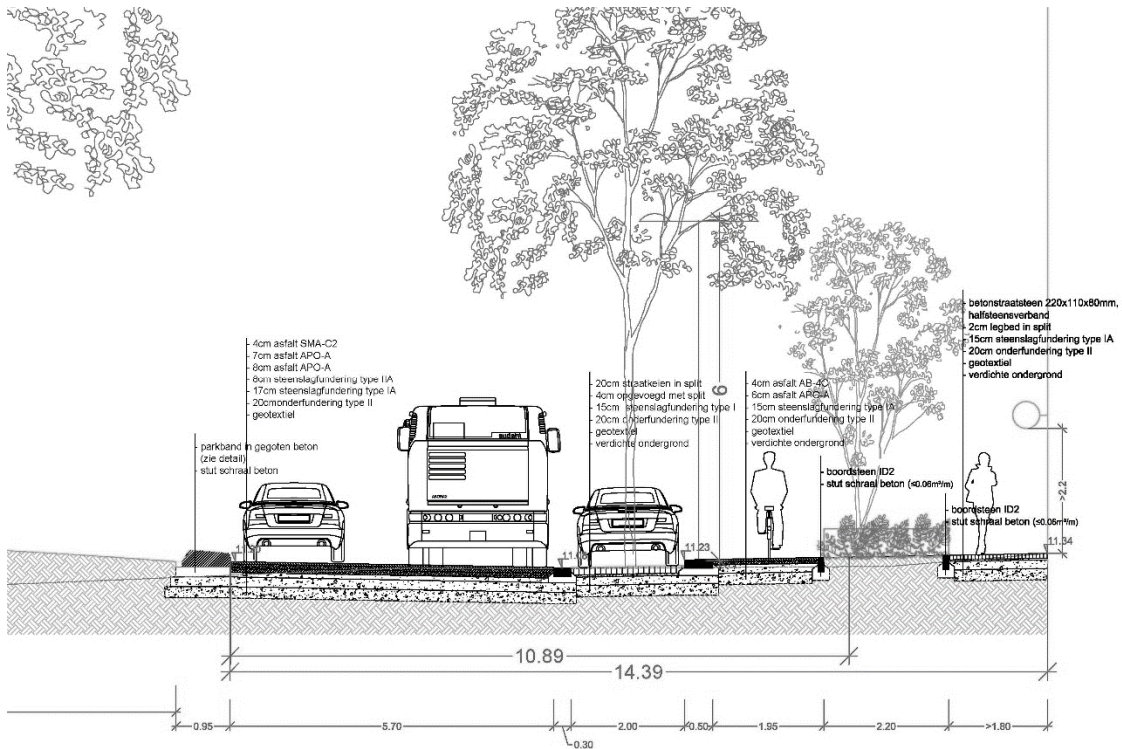 betonstraatsteen 220x110x80mm,
halfsteensverband
2cm legbed in split
15cm steenslagfundering type IA
20cm onderfundering type II
geotextiel
verdichte ondergrond
4cm asfalt SMA-C2
7cm asfalt APO-A
8cm asfalt APO-A
8cm steenslagfundering type IIA
17cm steenslagfundering type IA
20cmonderfundering type II
geotextiel
20cm straatkeien in split
4cm opgevoegd met split
15cm steenslagfundering type I
20cm onderfundering type II
geotextiel
verdichte ondergrond
4cm asfalt AB-4C
6cm asfalt APO-A
15cm steenslagfundering type IA
20cm onderfundering type II
geotextiel
verdichte ondergrond
6
>2.2
parkband in gegoten beton
(zie detail)
stut schraal beton
boordsteen ID2
stut schraal beton (≤0.06m³/m)
boordsteen ID2
stut schraal beton (≤0.06m³/m)
11.23
11.34
10.89
14.39
0.95
5.70
0.30
2.00
0.50
1.95
2.20
>1.80